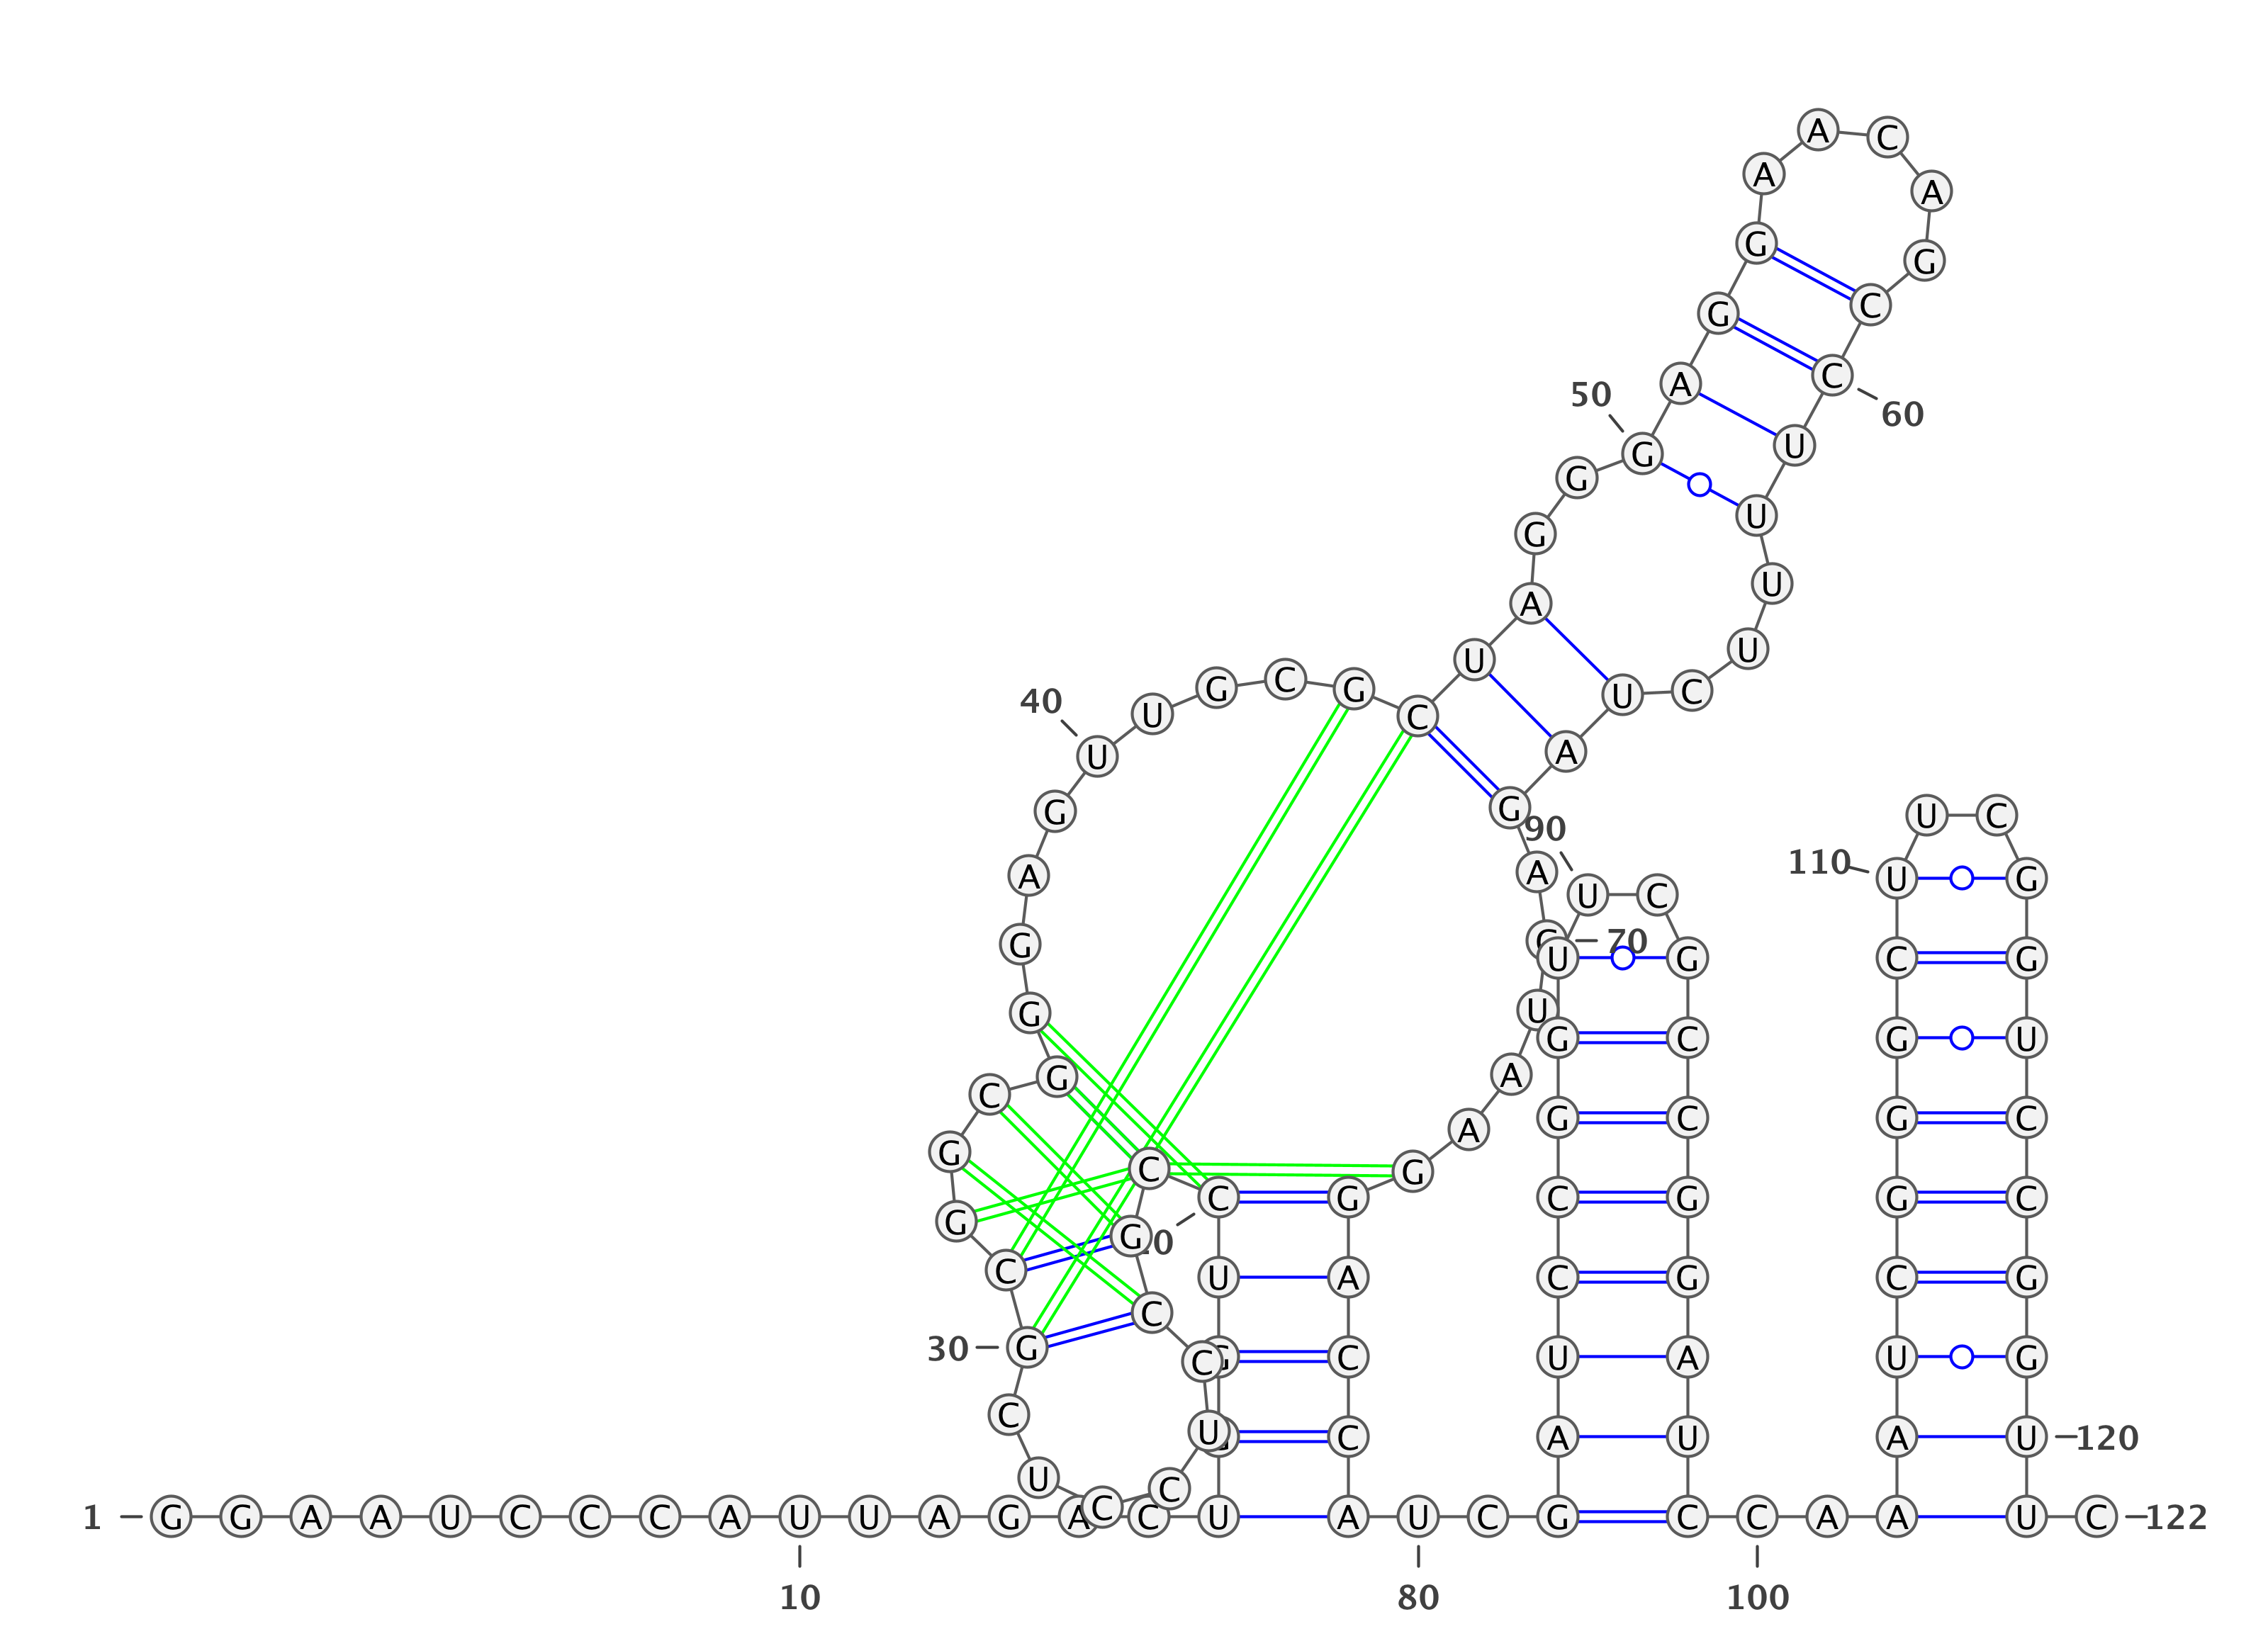 A C
A A
G G
G C
50 A C
60
G U
G U
G U
A
U U
40 U G C G C U C
U A
G G 90 U C
110 U G
A A U C
G G 70 U G C G
G U G C G U
G C A G C G C
G A
G C G C C G G C
G C G
C U A C G C G
30 G C C C U A U G
C U C A U A U 120
U C C
1 G G A A U C C C A U U A G A C U A U C G C C A A U C 122
10 80 100